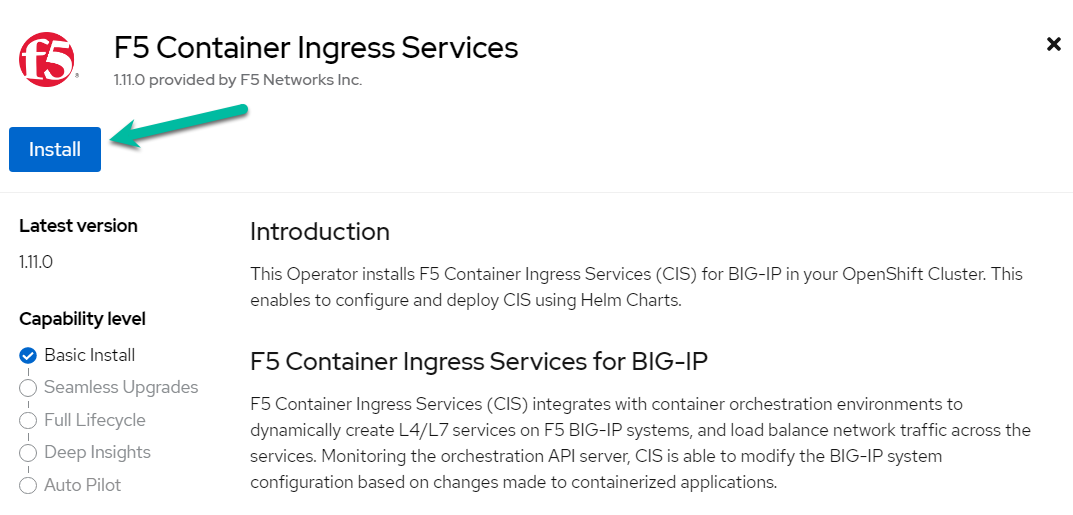 f5
F5 Container Ingress Services
1.11.0 provided by F5 Networks Inc.
Install
Latest version
1.11.0
Capability level
Basic Install
Seamless Upgrades
Full Lifecycle
Deep Insights
Auto Pilot
Introduction
This Operator installs F5 Container Ingress Services (CIS) for BIG-IP in your OpenShift Cluster. This
enables to configure and deploy CIS using Helm Charts.
F5 Container Ingress Services for BIG-IP
F5 Container Ingress Services (CIS) integrates with container orchestration environments to
dynamically create L4/L7 services on F5 BIG-IP systems, and load balance network traffic across the
services. Monitoring the orchestration API server, CIS is able to modify the BIG-IP system
configuration based on changes made to containerized applications.